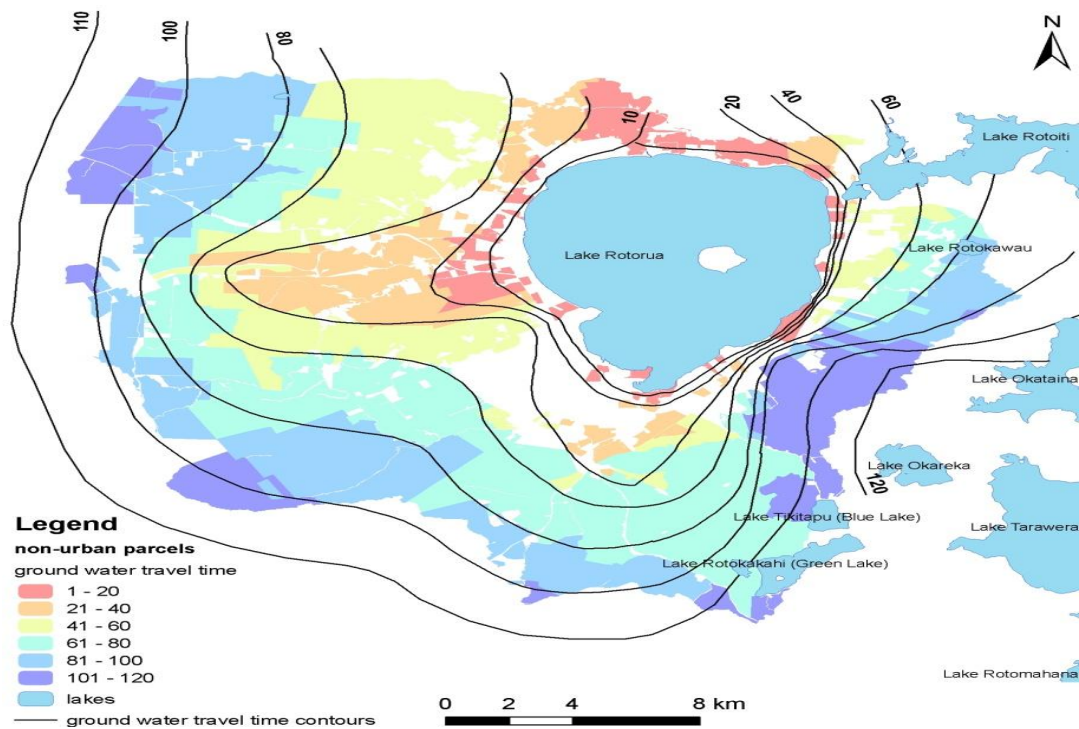 110
100
80
N
10
20
40
60
Lake Rotoiti
Lake Rotorua
Lake Rotokawau
Lake Okataina
Lake Okareka
120
Lake Tikitapu (Blue Lake)
Lake Tarawera
Lake Rotokakahi (Green Lake)
Lake Rotomahana
Legend
non-urban parcels
ground water travel time
1 - 20
21 - 40
41 - 60
61 - 80
81 - 100
101 - 120
lakes
ground water travel time contours
0 2 4 8 km